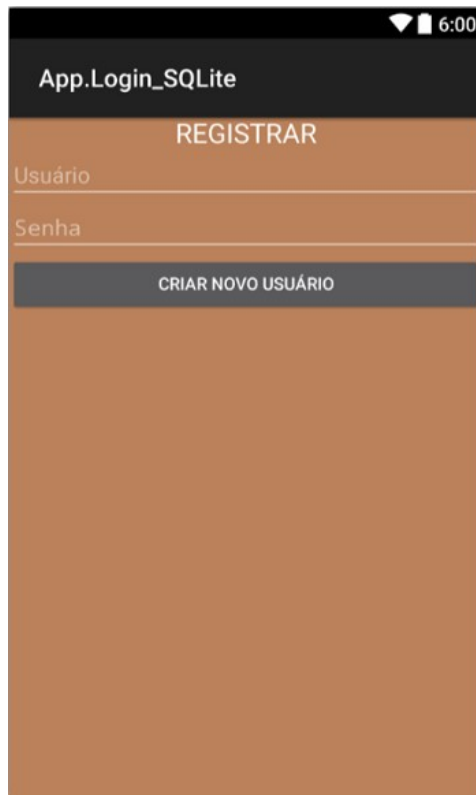 6:00
App.Login_SQLite
REGISTRAR
Usuário
Senha
CRIAR NOVO USUÁRIO